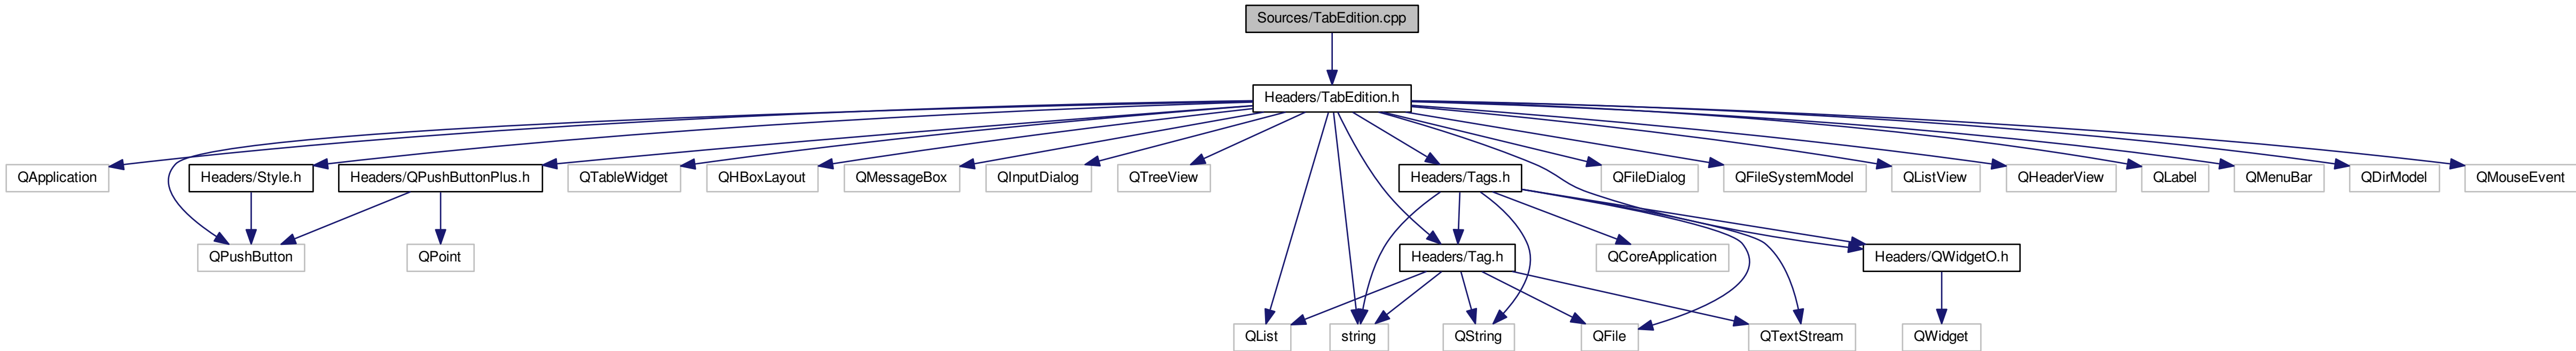 Sources/TabEdition.cpp
Headers/TabEdition.h
QApplication
Headers/Style.h
Headers/QPushButtonPlus.h
QTableWidget
QHBoxLayout
QMessageBox
QInputDialog
QTreeView
Headers/Tags.h
QFileDialog
QFileSystemModel
QListView
QHeaderView
QLabel
QMenuBar
QDirModel
QMouseEvent
QPushButton
QPoint
Headers/Tag.h
QCoreApplication
Headers/QWidgetO.h
QList
string
QString
QFile
QTextStream
QWidget